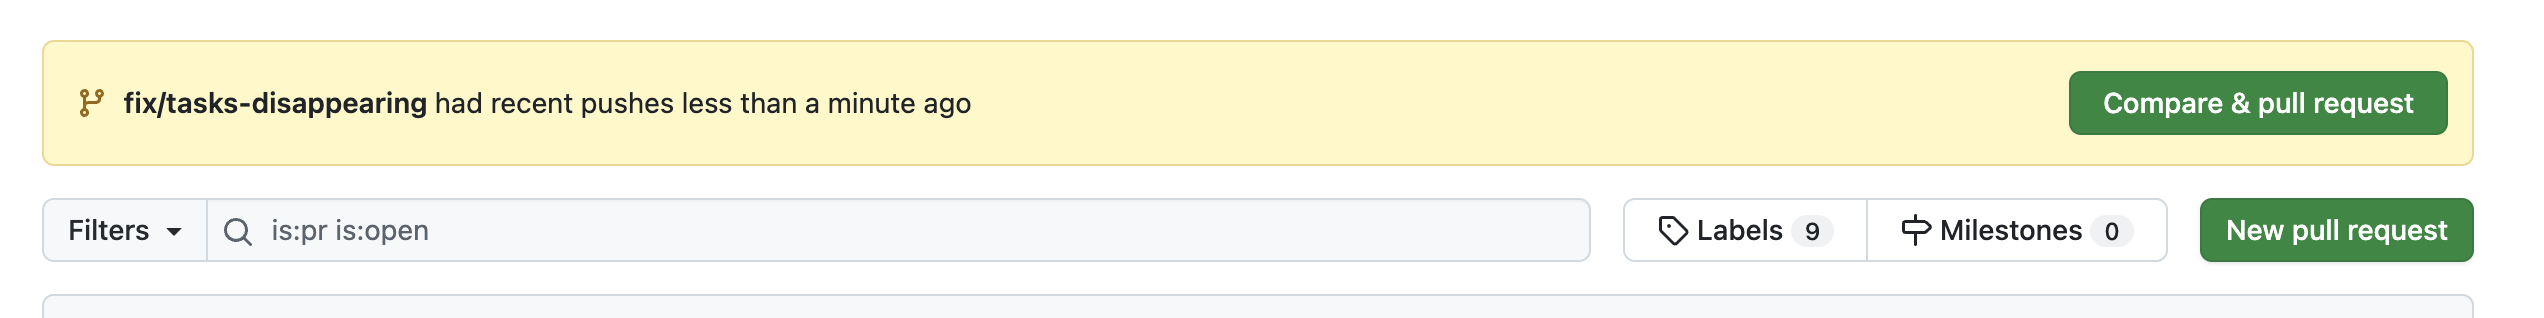 fix/tasks-disappearing had recent pushes less than a minute ago
Compare & pull request
Filters
is:pr is:open
Labels 9
Milestones 0
New pull request